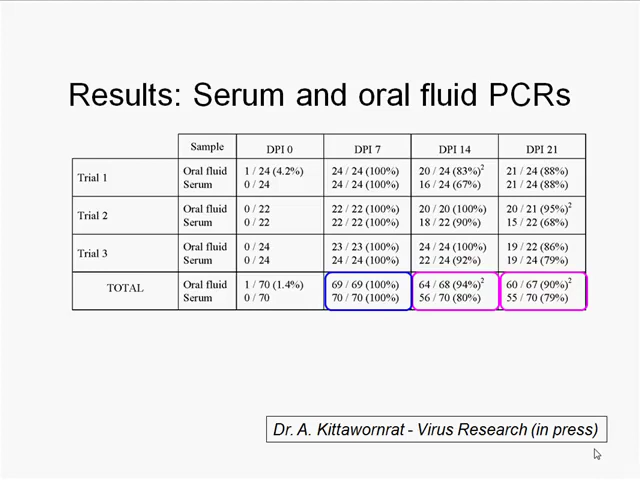 Results: Serum and oral fluid PCRs
Sample DPI 0 DPI 7 DPI 14 DPI 21
Trial 1 Oral fluid 1 / 24 (4.2%) 24 / 24 (100%) 20 / 24 (83%)2 21 / 24 (88%)
Serum 0 / 24 24 / 24 (100%) 16 / 24 (67%) 21 / 24 (88%)
Trial 2 Oral fluid 0 / 22 22 / 22 (100%) 20 / 20 (100%) 20 / 21 (95%)2
Serum 0 / 22 22 / 22 (100%) 18 / 22 (90%) 15 / 22 (68%)
Trial 3 Oral fluid 0 / 24 23 / 23 (100%) 24 / 24 (100%) 19 / 22 (86%)
Serum 0 / 24 24 / 24 (100%) 22 / 24 (92%) 19 / 24 (79%)
TOTAL Oral fluid 1 / 70 (1.4%) 69 / 69 (100%) 64 / 68 (94%)2 60 / 67 (90%)2
Serum 0 / 70 70 / 70 (100%) 56 / 70 (80%) 55 / 70 (79%)
Dr. A. Kittawornrat - Virus Research (in press)